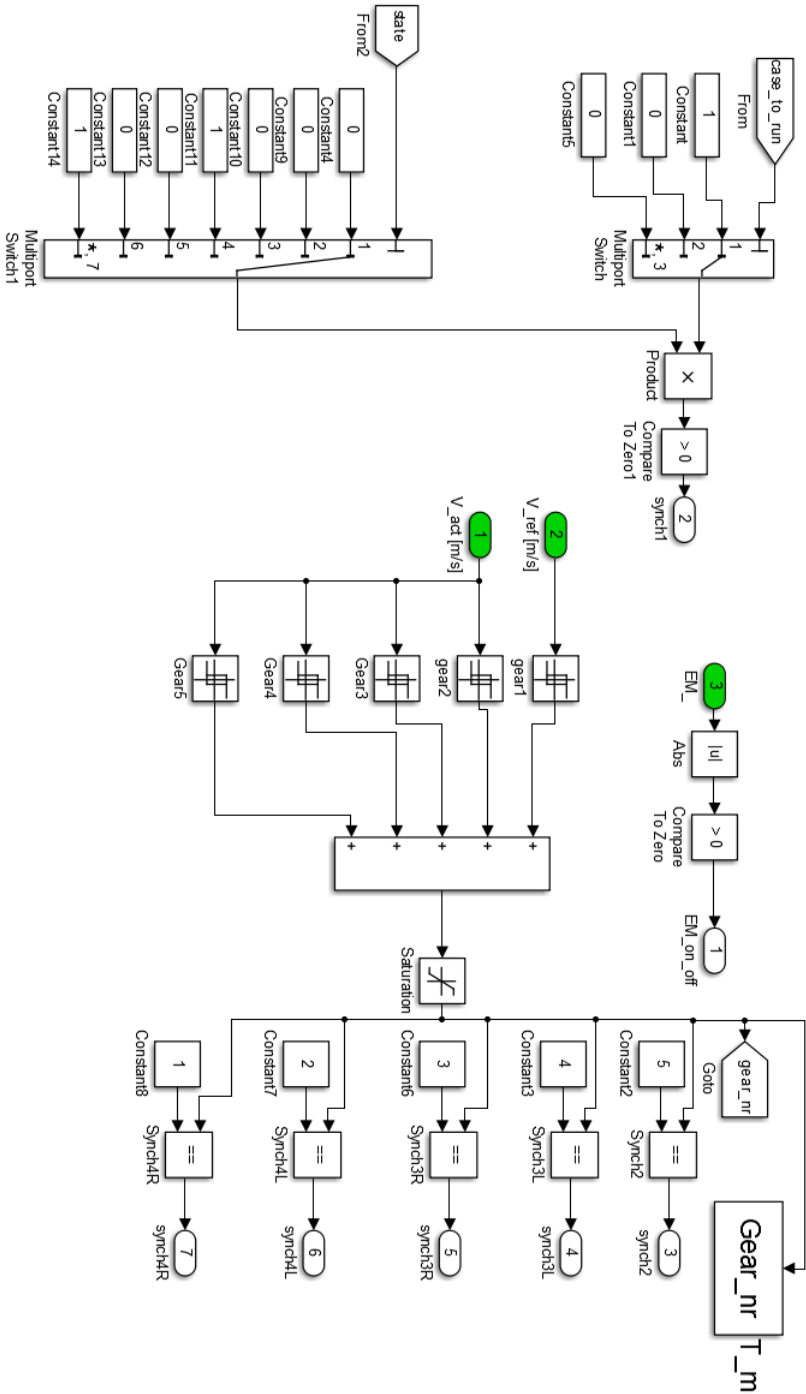 case_to_run
From
1
Constant
0
Constant1
0
Constant5
1
2
*, 3
Multiport
Switch
state
From2
0
Constant4
0
Constant9
0
Constant10
1
Constant11
0
Constant12
0
Constant13
1
Constant14
1
2
3
4
5
6
*, 7
Multiport
Switch1
×
Product
> 0
Compare
To Zero1
2
synch1
3
EM_
|u|
Abs
> 0
Compare
To Zero
1
EM_on_off
2
V_ref [m/s]
1
V_act [m/s]
gear1
gear2
Gear3
Gear4
Gear5
+
+
+
+
+
Saturation
Gear_nr
T_m
gear_nr
Goto
5
Constant2
==
Synch2
3
synch2
4
Constant3
==
Synch3L
4
synch3L
3
Constant6
==
Synch3R
5
synch3R
2
Constant7
==
Synch4L
6
synch4L
1
Constant8
==
Synch4R
7
synch4R